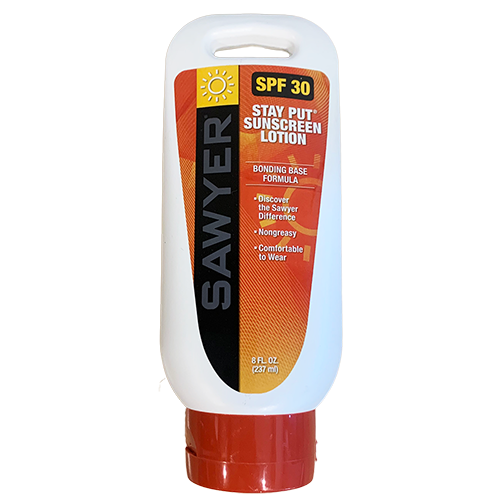 SAWYER
SPF 30
STAY PUT®
SUNSCREEN
LOTION
BONDING BASE
FORMULA
• Discover
the Sawyer
Difference
• Nongreasy
• Comfortable
to Wear
8 FL. OZ.
(237 ml)